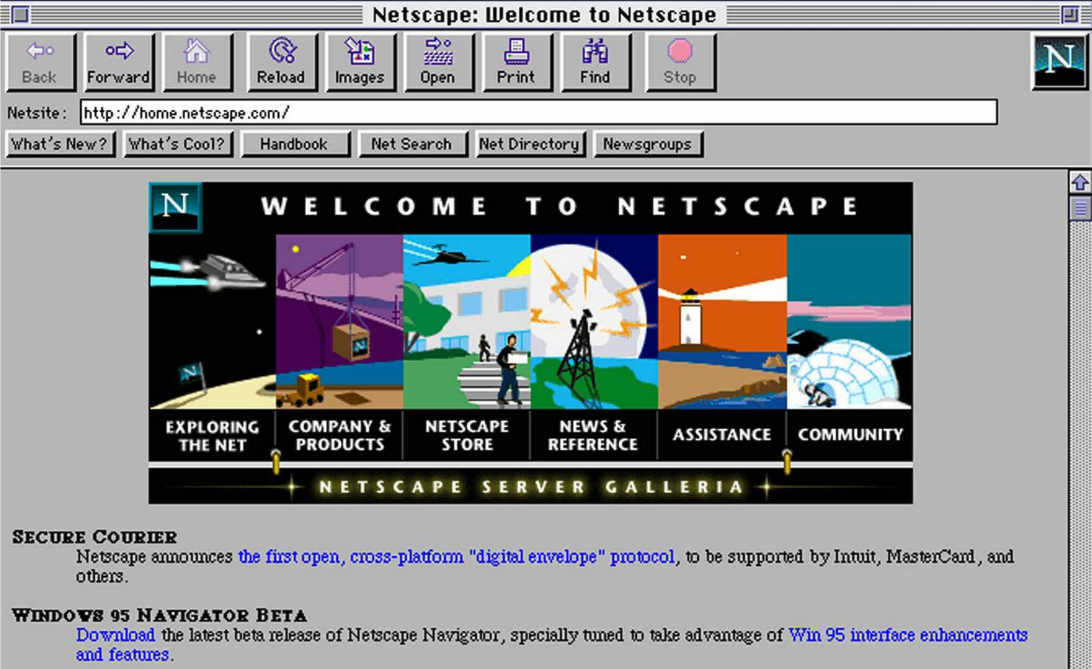 Netscape: Welcome to Netscape
Back Forward Home Reload Images Open Print Find Stop
N
Netsite: http://home.netscape.com/
What's New? What's Cool? Handbook Net Search Net Directory Newsgroups
N WELCOME TO NETSCAPE
N
N
EXPLORING THE NET
COMPANY & PRODUCTS
NETSCAPE STORE
NEWS & REFERENCE
ASSISTANCE
COMMUNITY
NETSCAPE SERVER GALLERIA
SECURE COURIER
Netscape announces the first open, cross-platform "digital envelope" protocol, to be supported by Intuit, MasterCard, and
others.
WINDOWS 95 NAVIGATOR BETA
Download the latest beta release of Netscape Navigator, specially tuned to take advantage of Win 95 interface enhancements
and features.